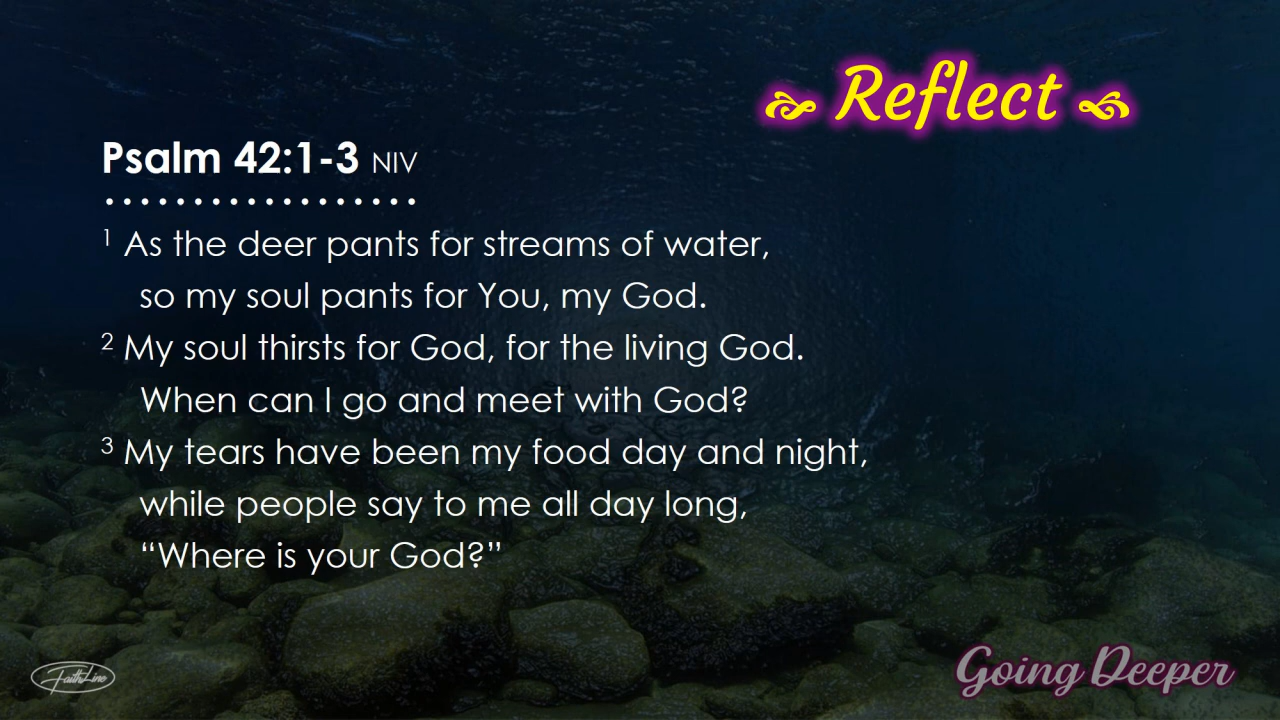 Reflect
Psalm 42:1-3 NIV
1 As the deer pants for streams of water,
so my soul pants for You, my God.
2 My soul thirsts for God, for the living God.
When can I go and meet with God?
3 My tears have been my food day and night,
while people say to me all day long,
“Where is your God?”
FaithLine
Going Deeper